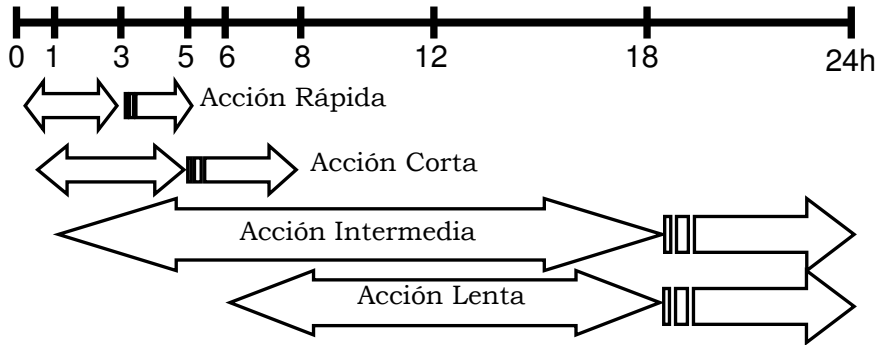 0 1 3 5 6 8 12 18 24h
Acción Rápida
Acción Corta
Acción Intermedia
Acción Lenta